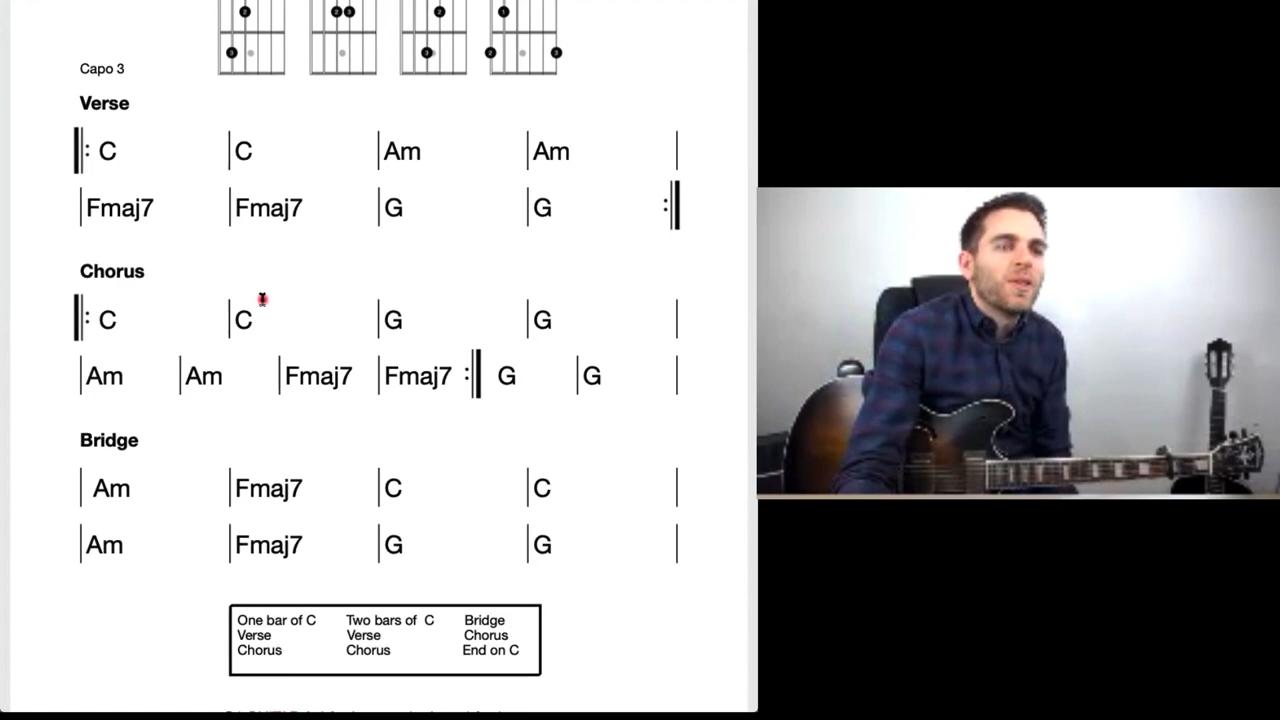 Capo 3
Verse
C C Am Am
Fmaj7 Fmaj7 G G
Chorus
C C G G
Am Am Fmaj7 Fmaj7 G G
Bridge
Am Fmaj7 C C
Am Fmaj7 G G
One bar of C Two bars of C Bridge
Verse Verse Chorus
Chorus Chorus End on C